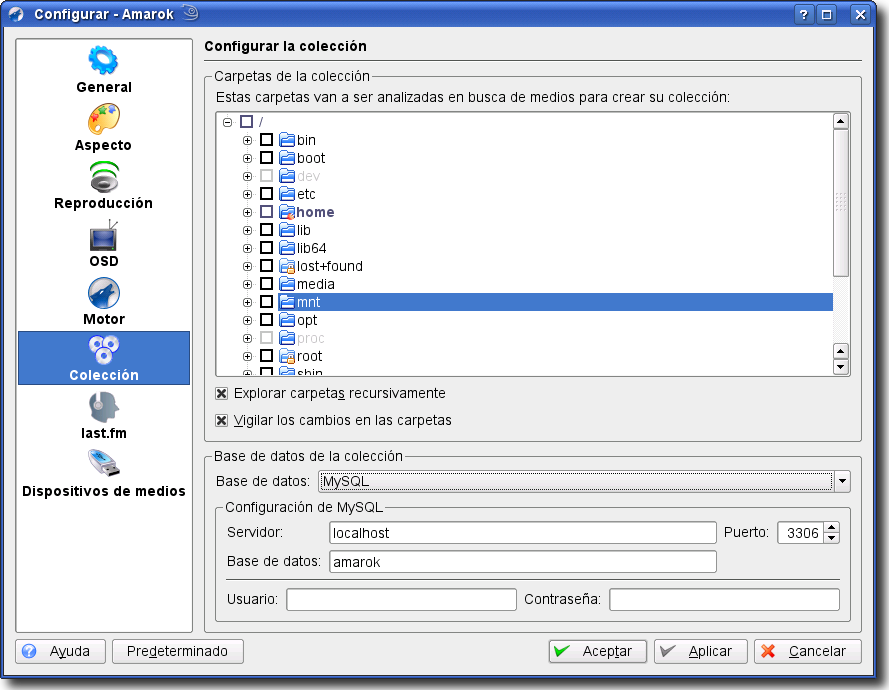 Configurar - Amarok
General
Aspecto
Reproducción
OSD
Motor
Colección
last.fm
Dispositivos de medios
Configurar la colección
Carpetas de la colección
Estas carpetas van a ser analizadas en busca de medios para crear su colección:
/
bin
boot
dev
etc
home
lib
lib64
lost+found
media
mnt
opt
proc
root
sbin
Explorar carpetas recursivamente
Vigilar los cambios en las carpetas
Base de datos de la colección
Base de datos: MySQL
Configuración de MySQL
Servidor: localhost Puerto: 3306
Base de datos: amarok
Usuario: Contraseña:
Ayuda Predeterminado Aceptar Aplicar Cancelar